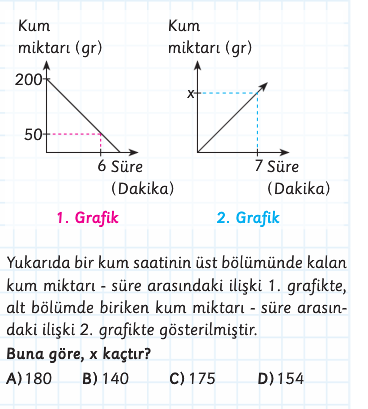 Kum
miktarı (gr)
200
50
6 Süre
(Dakika)
1. Grafik
Kum
miktarı (gr)
x
7 Süre
(Dakika)
2. Grafik
Yukarıda bir kum saatinin üst bölümünde kalan
kum miktarı - süre arasındaki ilişki 1. grafikte,
alt bölümde biriken kum miktarı - süre arasın-
daki ilişki 2. grafikte gösterilmiştir.
Buna göre, x kaçtır?
A) 180 B) 140 C) 175 D) 154